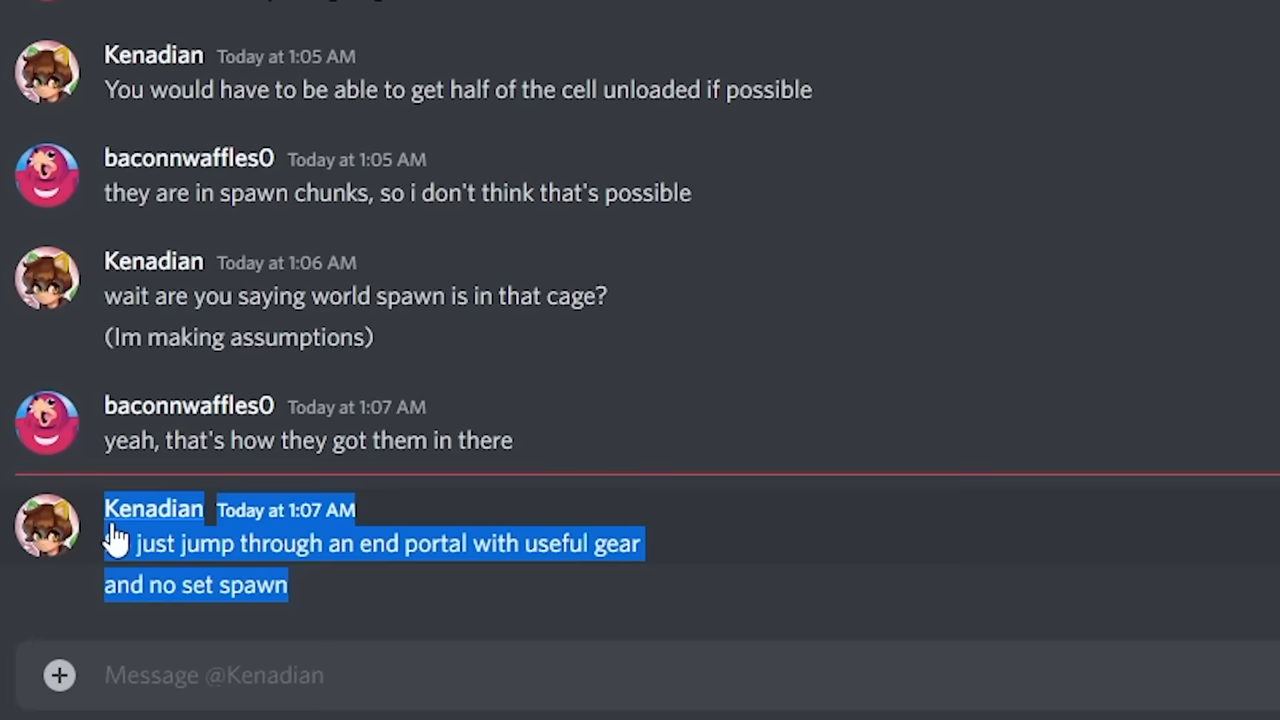 Kenadian Today at 1:05 AM
You would have to be able to get half of the cell unloaded if possible
baconnwaffles0 Today at 1:05 AM
they are in spawn chunks, so i don't think that's possible
Kenadian Today at 1:06 AM
wait are you saying world spawn is in that cage?
(Im making assumptions)
baconnwaffles0 Today at 1:07 AM
yeah, that's how they got them in there
Kenadian Today at 1:07 AM
just jump through an end portal with useful gear
and no set spawn
Message @Kenadian